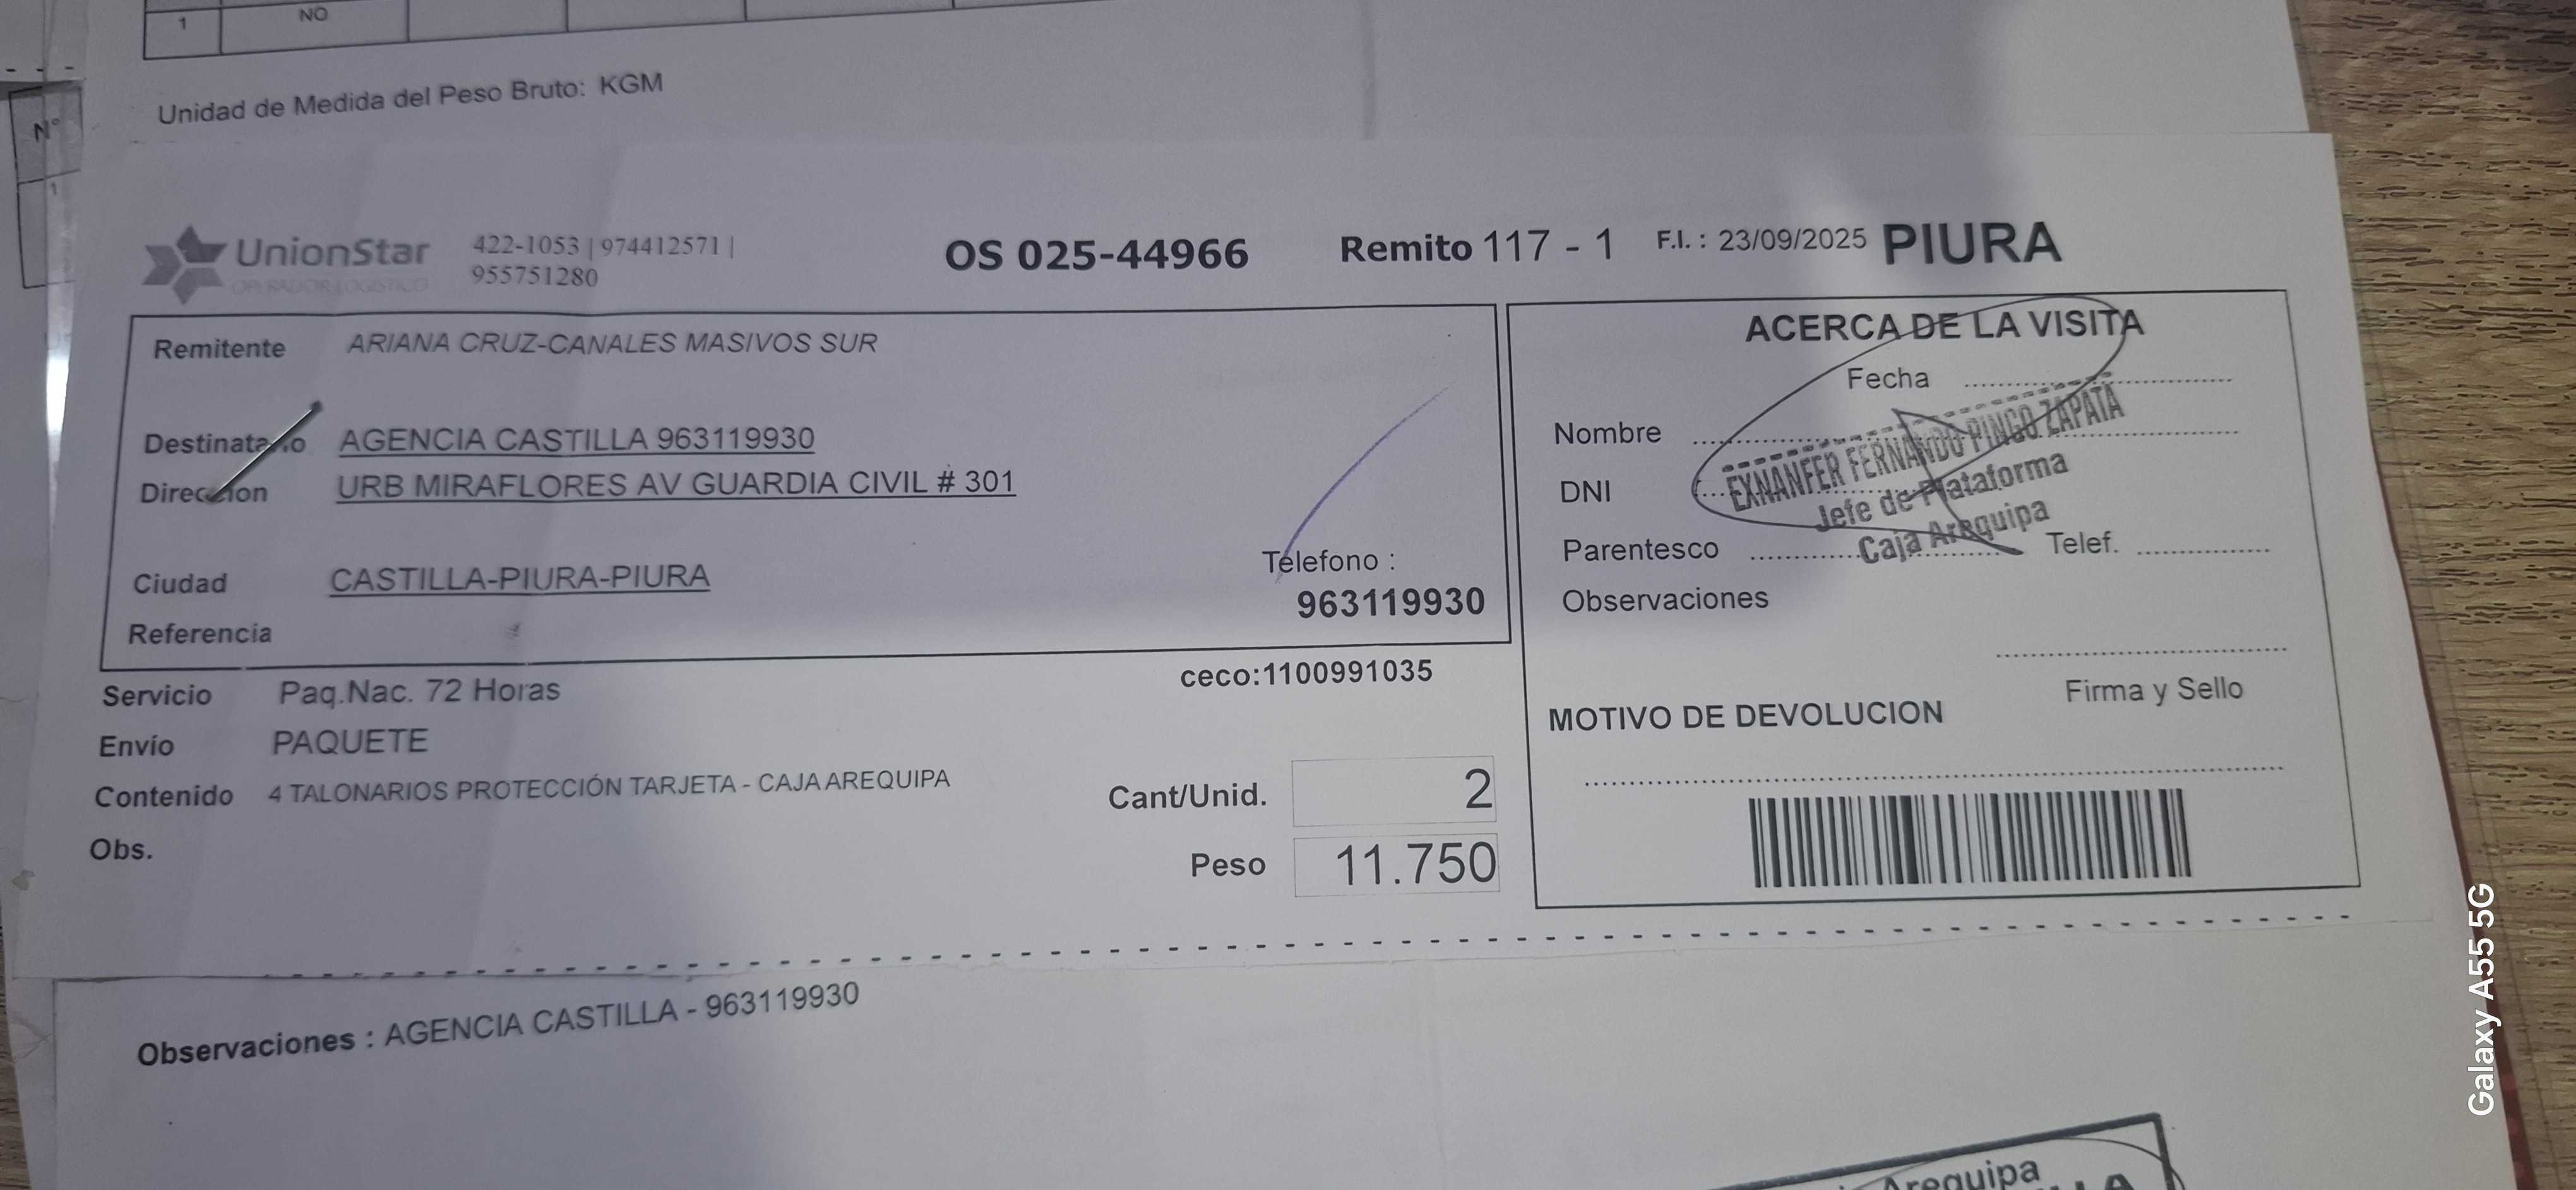 1 NO
Unidad de Medida del Peso Bruto: KGM
N°
1
UnionStar
OPERADOR LOGISTICO
422-1053 | 974412571 |
955751280
OS 025-44966
Remito 117 - 1
F.I. : 23/09/2025
PIURA
Remitente ARIANA CRUZ-CANALES MASIVOS SUR
Destinatario AGENCIA CASTILLA 963119930
Direccion URB MIRAFLORES AV GUARDIA CIVIL # 301
Ciudad CASTILLA-PIURA-PIURA
Telefono :
963119930
Referencia
ceco:1100991035
Servicio Paq.Nac. 72 Horas
Envío PAQUETE
Contenido 4 TALONARIOS PROTECCIÓN TARJETA - CAJA AREQUIPA
Obs.
Cant/Unid. 2
Peso 11.750
ACERCA DE LA VISITA
Fecha
Nombre
DNI
Parentesco
Telef.
EXNANFER FERNANDO PINGO ZAPATA
Jefe de Plataforma
Caja Arequipa
Observaciones
Firma y Sello
MOTIVO DE DEVOLUCION
Observaciones : AGENCIA CASTILLA - 963119930
Arequipa
Galaxy A55 5G